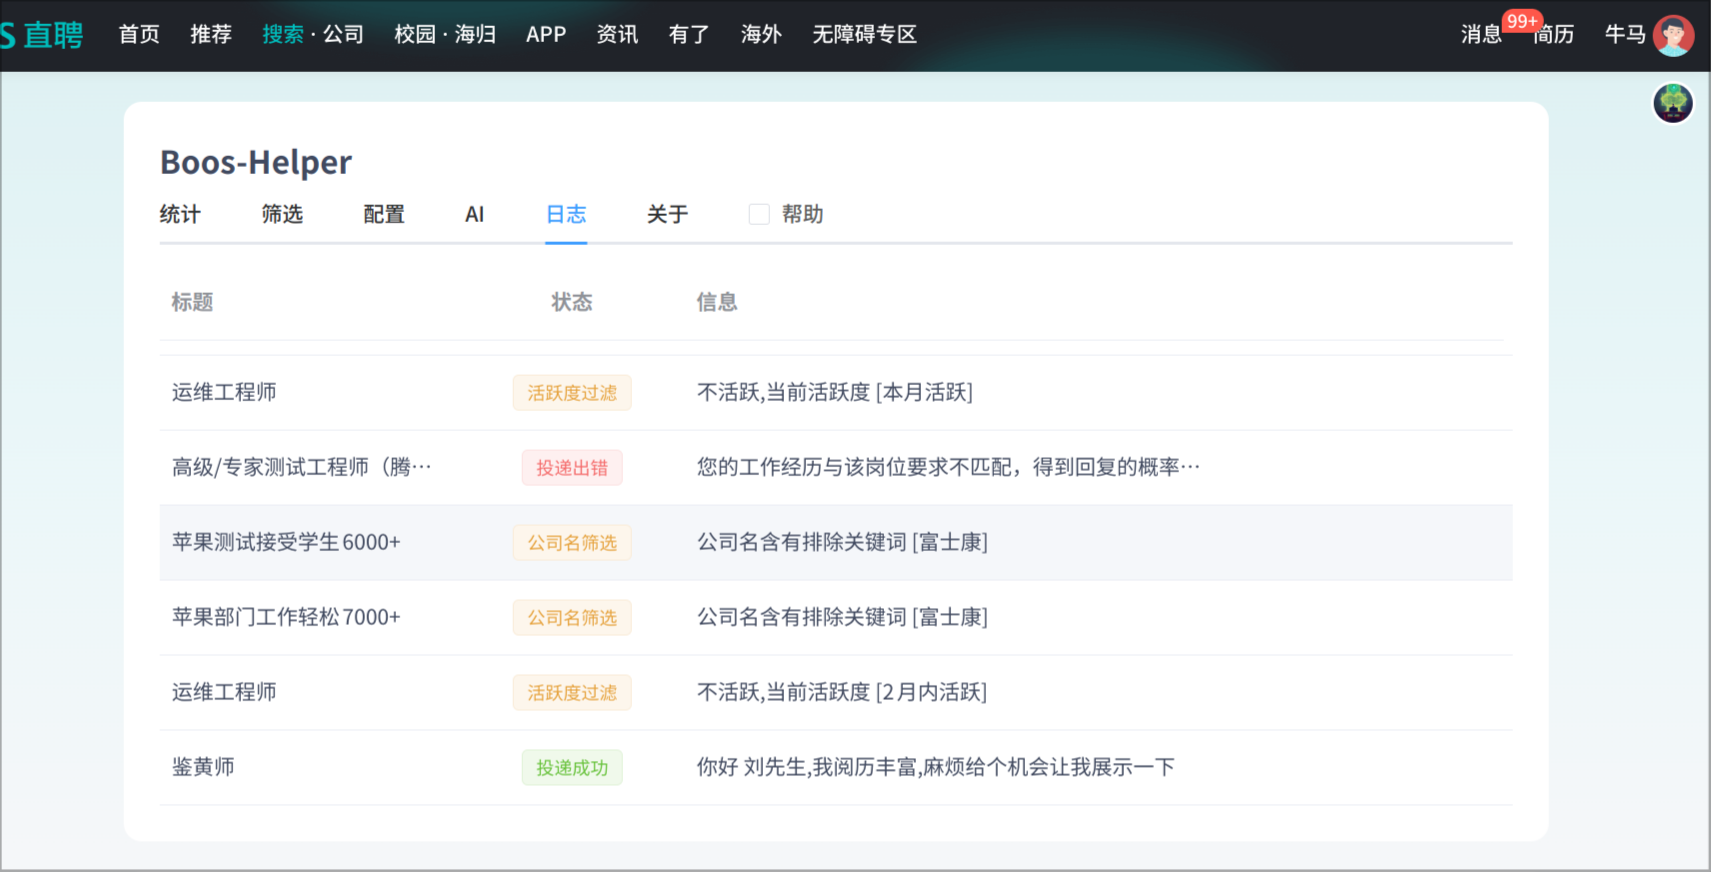 S 直聘 首页 推荐 搜索 · 公司 校园 · 海归 APP 资讯 有了 海外 无障碍专区 消息 99+ 简历 牛马
Boos-Helper
统计 筛选 配置 AI 日志 关于 帮助
标题 状态 信息
运维工程师 活跃度过滤 不活跃,当前活跃度 [本月活跃]
高级/专家测试工程师（腾… 投递出错 您的工作经历与该岗位要求不匹配，得到回复的概率…
苹果测试接受学生6000+ 公司名筛选 公司名含有排除关键词 [富士康]
苹果部门工作轻松7000+ 公司名筛选 公司名含有排除关键词 [富士康]
运维工程师 活跃度过滤 不活跃,当前活跃度 [2月内活跃]
鉴黄师 投递成功 你好 刘先生,我阅历丰富,麻烦给个机会让我展示一下